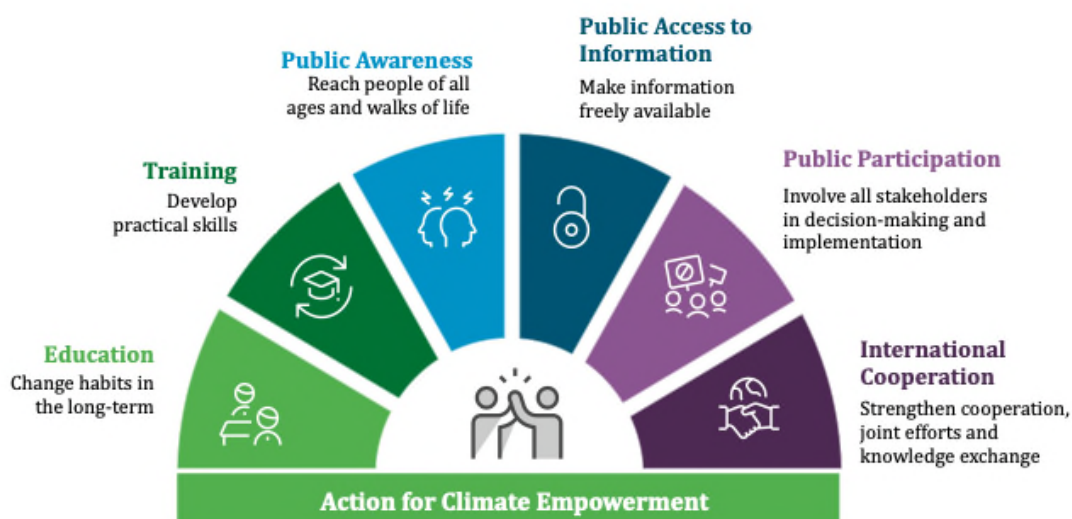 Public Access to
Information
Make information
freely available
Public Awareness
Reach people of all
ages and walks of life
Public Participation
Involve all stakeholders
in decision-making and
implementation
Training
Develop
practical skills
Education
Change habits in
the long-term
International
Cooperation
Strengthen cooperation,
joint efforts and
knowledge exchange
Action for Climate Empowerment